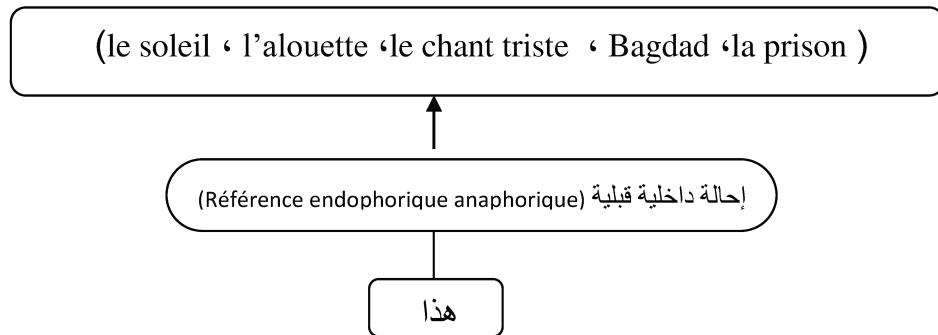 (le soleil ، l'alouette ،le chant triste ، Bagdad ،la prison )
إحالة داخلية قبلية (Référence endophorique anaphorique)
هذا